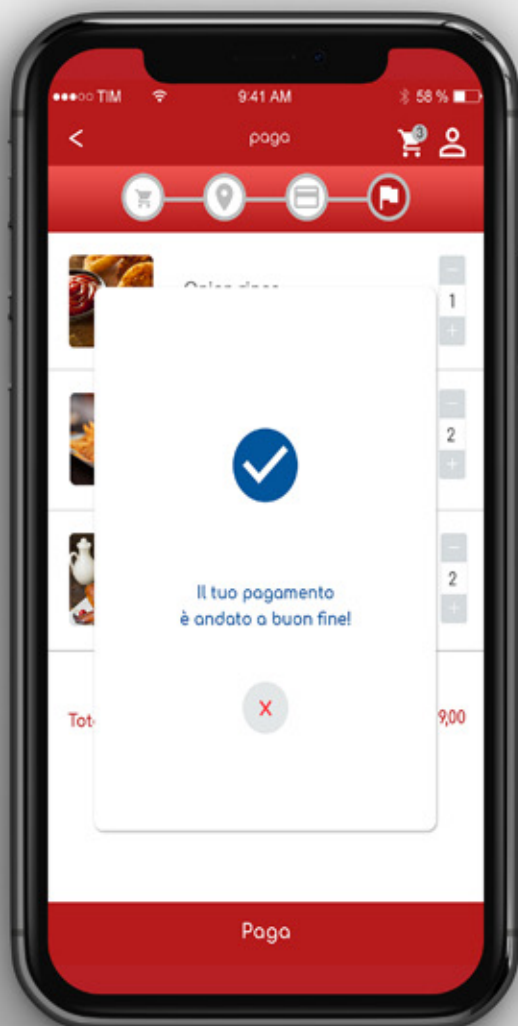 TIM 9:41 AM 58 %
< paga 3
1
2
Il tuo pagamento
è andato a buon fine!
2
X
9,00
Paga